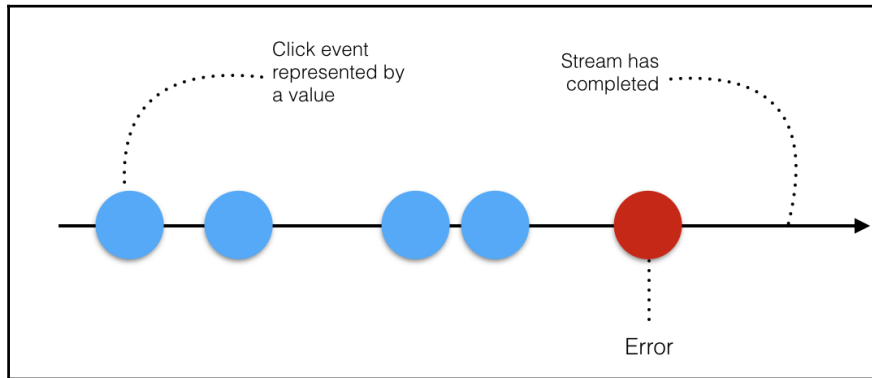 Click event
represented by
a value
Stream has
completed
Error